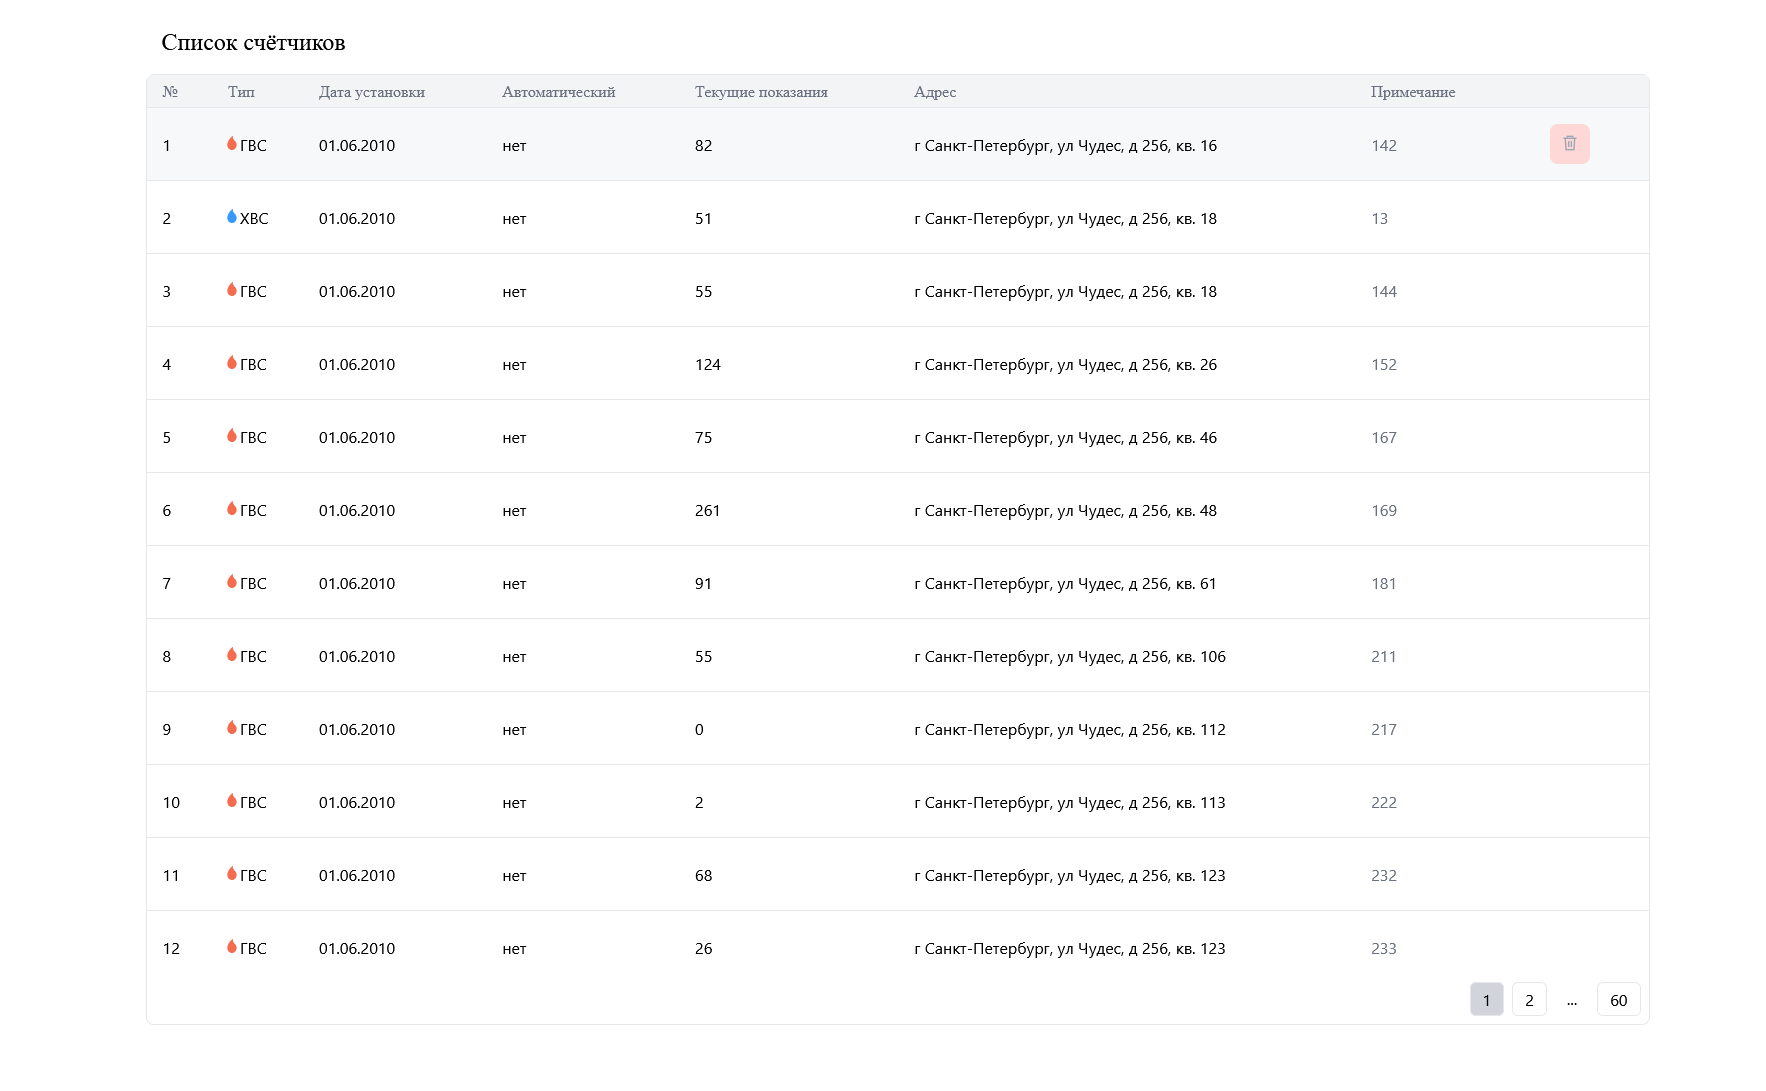 Список счётчиков
№ Тип Дата установки Автоматический Текущие показания Адрес Примечание
1 ГВС 01.06.2010 нет 82 г Санкт-Петербург, ул Чудес, д 256, кв. 16 142
2 ХВС 01.06.2010 нет 51 г Санкт-Петербург, ул Чудес, д 256, кв. 18 13
3 ГВС 01.06.2010 нет 55 г Санкт-Петербург, ул Чудес, д 256, кв. 18 144
4 ГВС 01.06.2010 нет 124 г Санкт-Петербург, ул Чудес, д 256, кв. 26 152
5 ГВС 01.06.2010 нет 75 г Санкт-Петербург, ул Чудес, д 256, кв. 46 167
6 ГВС 01.06.2010 нет 261 г Санкт-Петербург, ул Чудес, д 256, кв. 48 169
7 ГВС 01.06.2010 нет 91 г Санкт-Петербург, ул Чудес, д 256, кв. 61 181
8 ГВС 01.06.2010 нет 55 г Санкт-Петербург, ул Чудес, д 256, кв. 106 211
9 ГВС 01.06.2010 нет 0 г Санкт-Петербург, ул Чудес, д 256, кв. 112 217
10 ГВС 01.06.2010 нет 2 г Санкт-Петербург, ул Чудес, д 256, кв. 113 222
11 ГВС 01.06.2010 нет 68 г Санкт-Петербург, ул Чудес, д 256, кв. 123 232
12 ГВС 01.06.2010 нет 26 г Санкт-Петербург, ул Чудес, д 256, кв. 123 233
1 2 ... 60